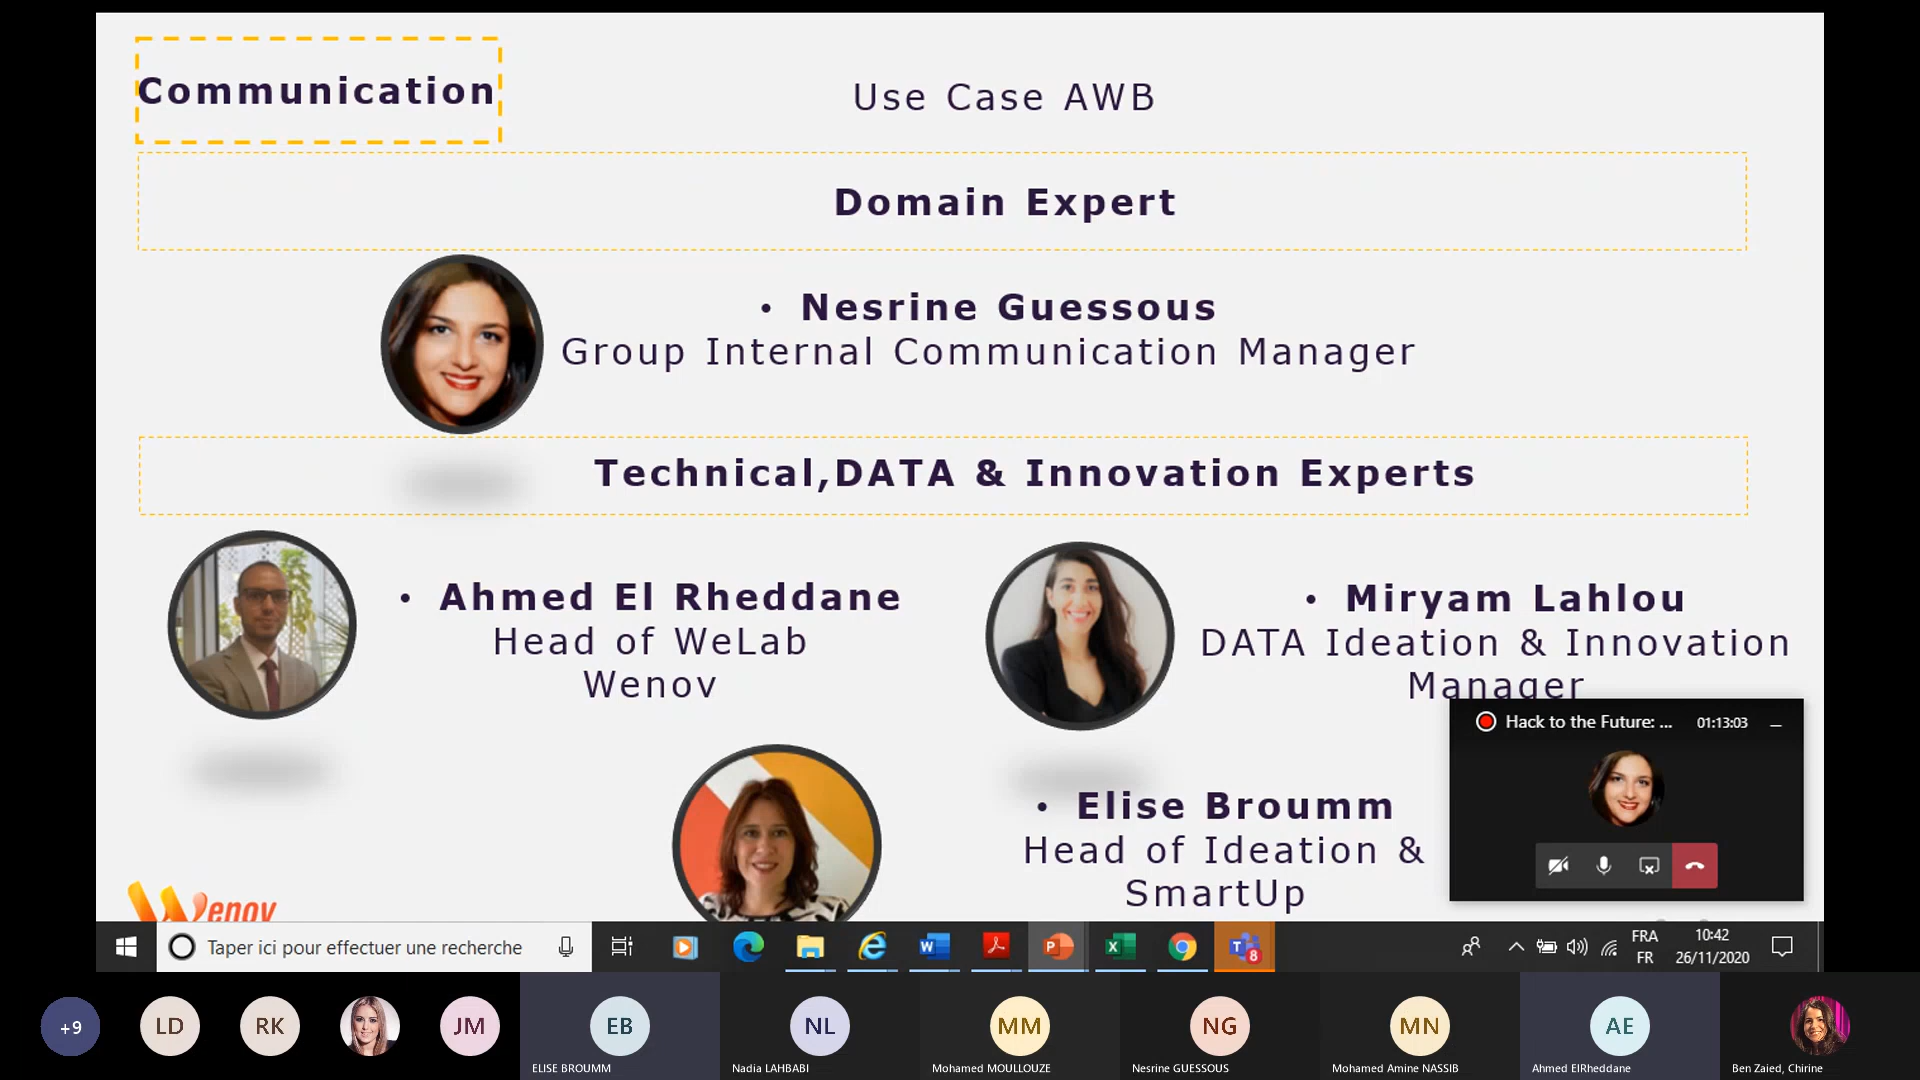 Communication
Use Case AWB
Domain Expert
• Nesrine Guessous
Group Internal Communication Manager
Technical,DATA & Innovation Experts
• Ahmed El Rheddane
Head of WeLab
Wenov
• Miryam Lahlou
DATA Ideation & Innovation
Manager
Hack to the Future: ...
01:13:03
• Elise Broumm
Head of Ideation &
SmartUp
Wenov
Taper ici pour effectuer une recherche
8
FRA
FR
10:42
26/11/2020
+9
LD
RK
JM
EB
ELISE BROUMM
NL
Nadia LAHBABI
MM
Mohamed MOULLOUZE
NG
Nesrine GUESSOUS
MN
Mohamed Amine NASSIB
AE
Ahmed ElRheddane
Ben Zaied, Chirine